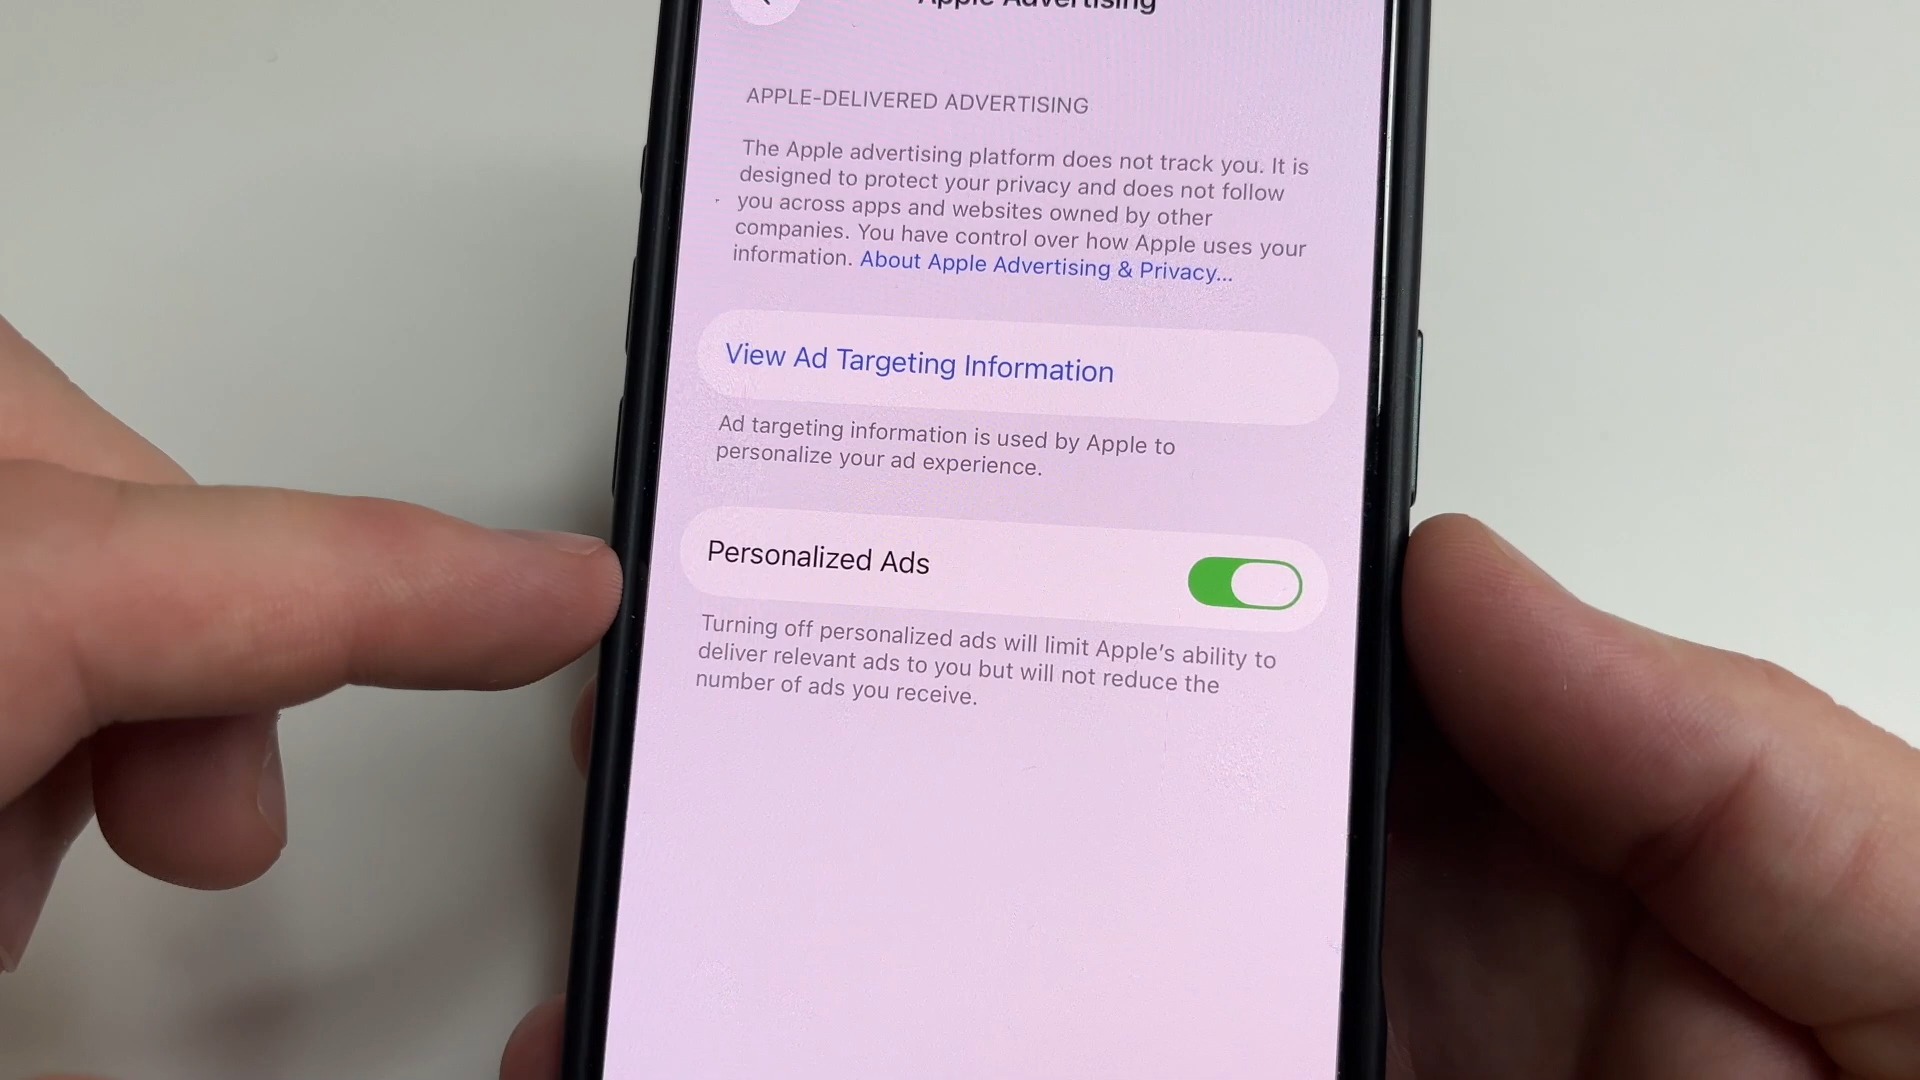 Apple Advertising
APPLE-DELIVERED ADVERTISING
The Apple advertising platform does not track you. It is
designed to protect your privacy and does not follow
you across apps and websites owned by other
companies. You have control over how Apple uses your
information. About Apple Advertising & Privacy...
View Ad Targeting Information
Ad targeting information is used by Apple to
personalize your ad experience.
Personalized Ads
Turning off personalized ads will limit Apple's ability to
deliver relevant ads to you but will not reduce the
number of ads you receive.